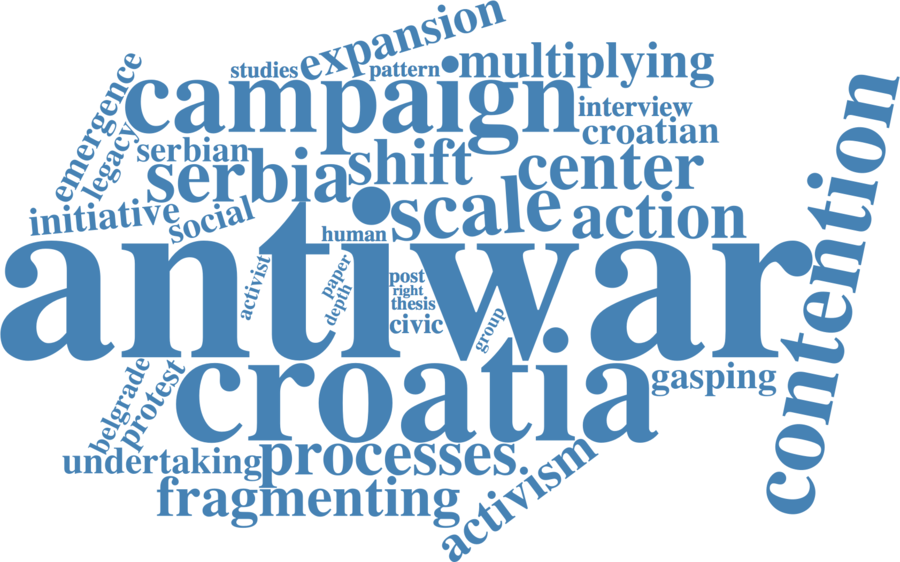 expansion
studies
pattern
multiplying
emergence
campaign
interview
legacy
croatian
serbian
shift
center
contention
serbia
scale
action
initiative
social
human
antiwar
activist
paper
depth
post
right
thesis
civic
group
croatia
gasping
belgrade
protest
undertaking
processes.
activism
fragmenting